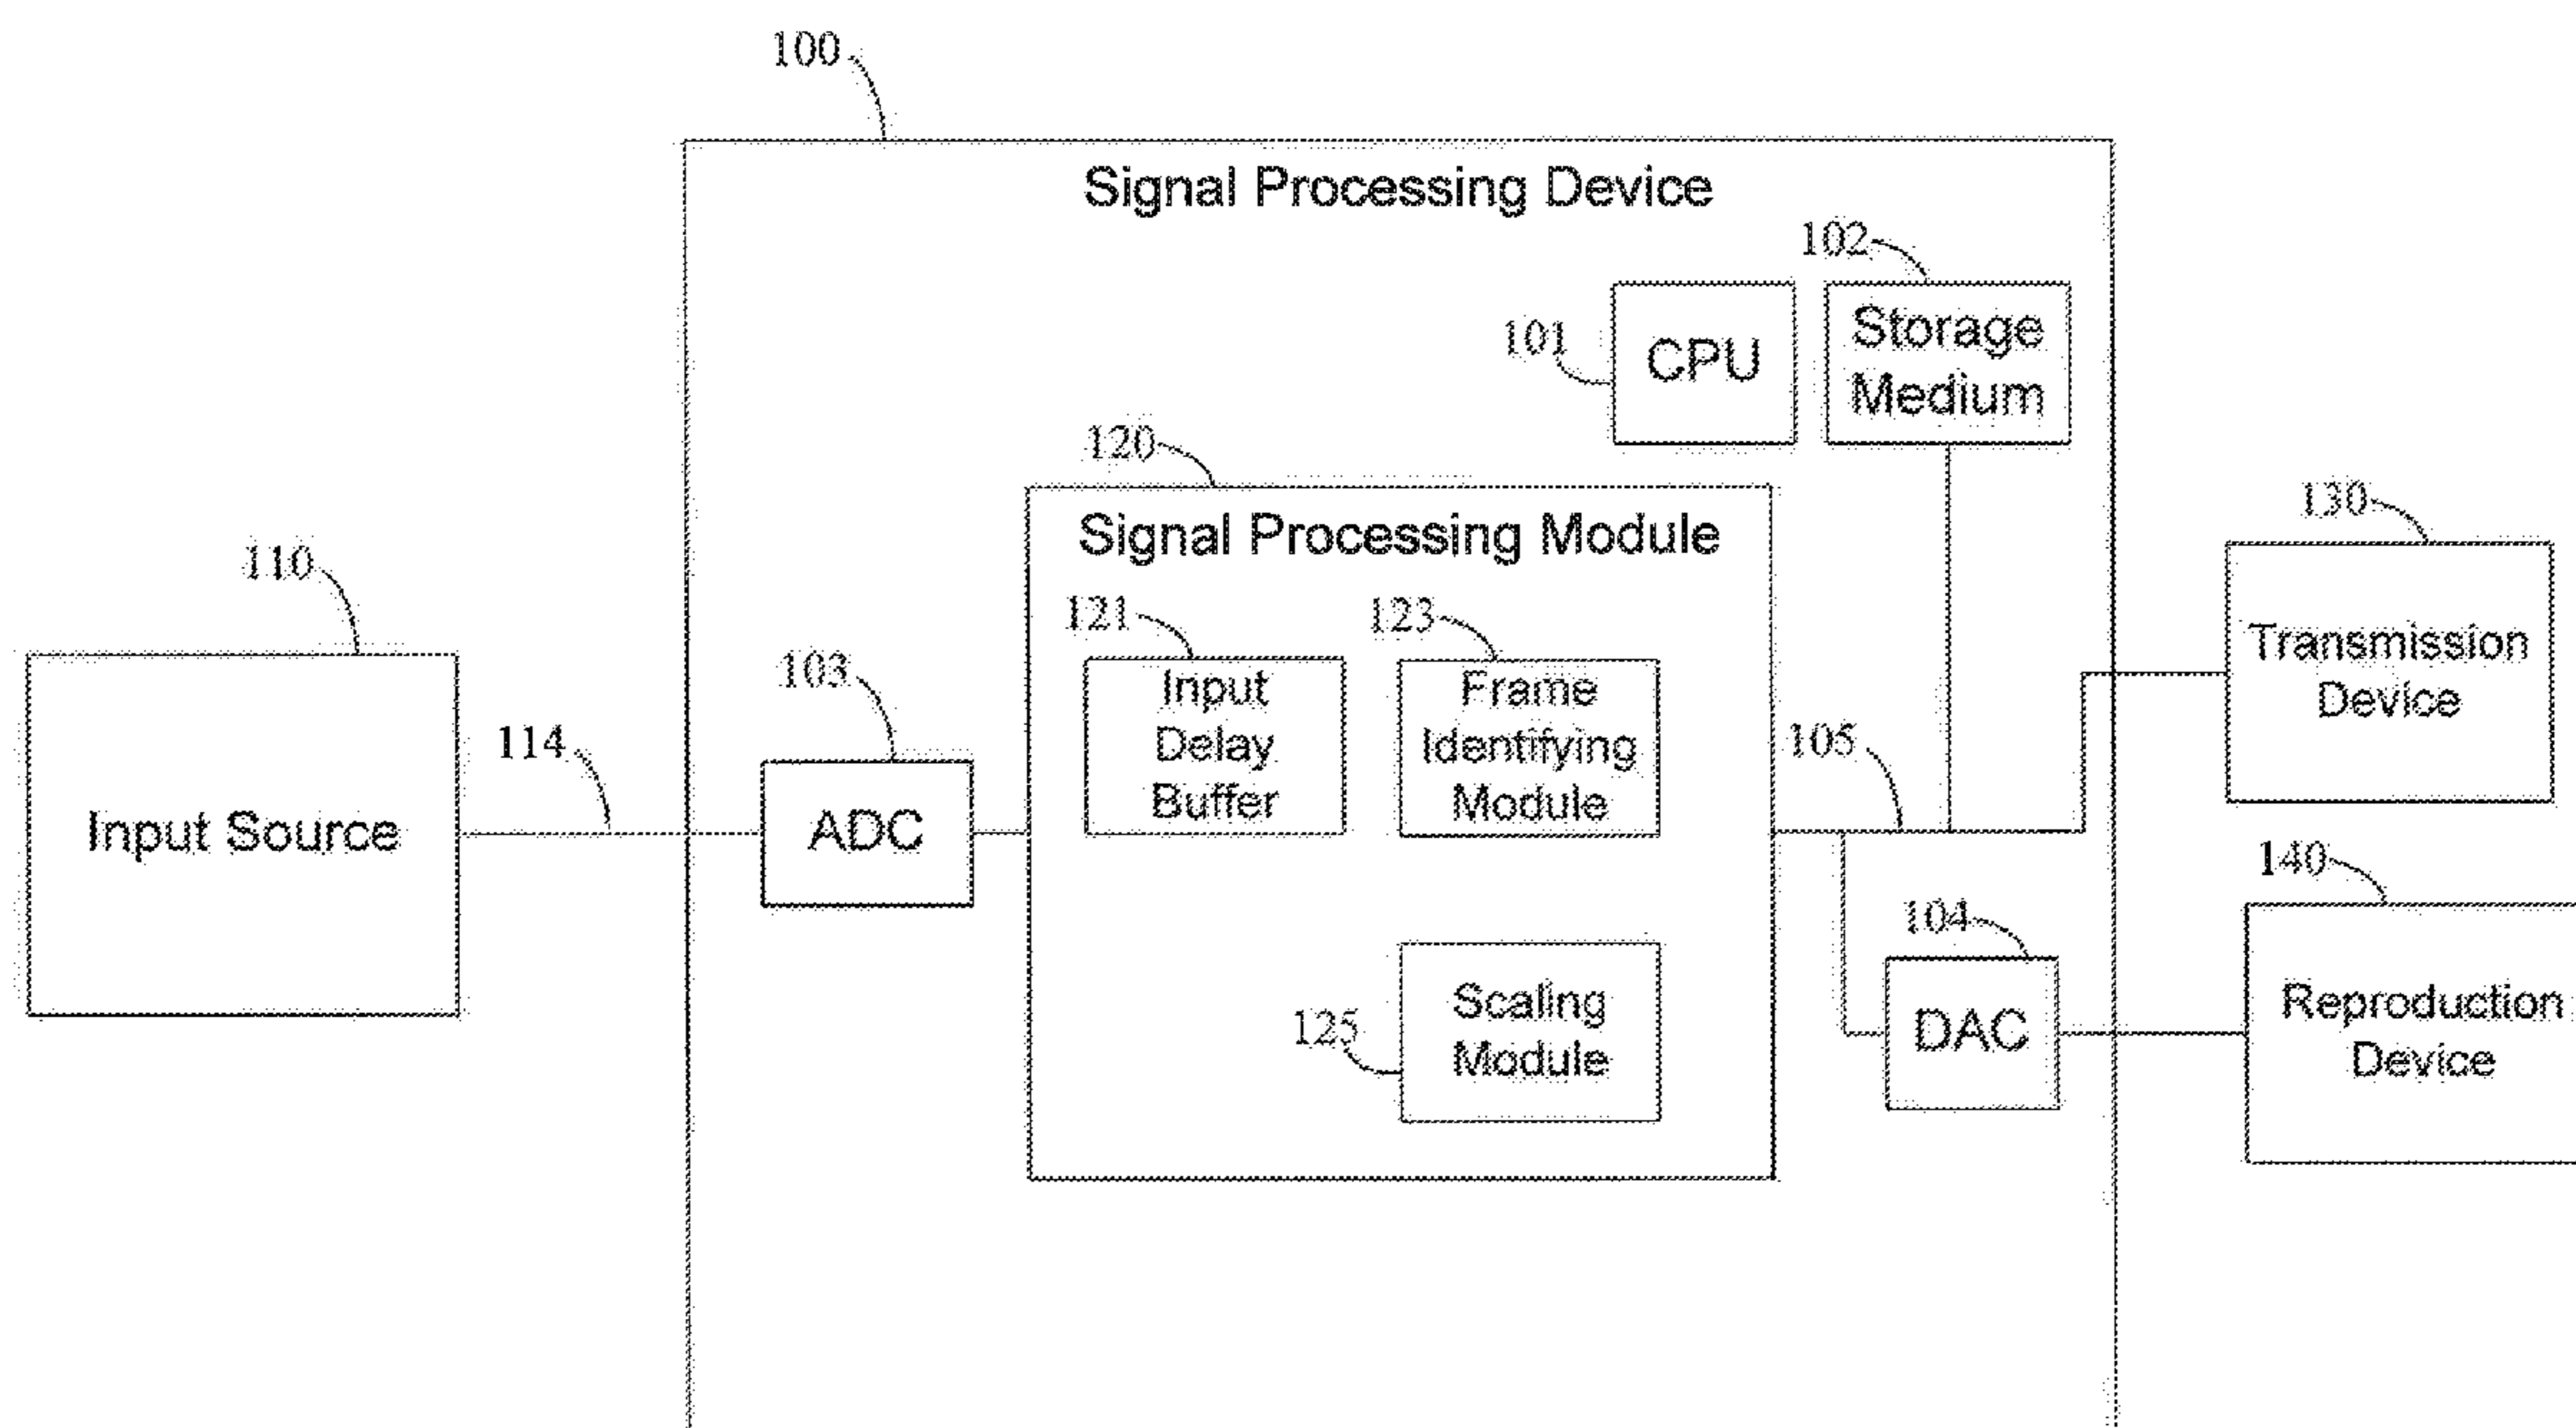 100
Signal Processing Device
102
101
CPU
Storage
Medium
120
Signal Processing Module
130
Transmission
Device
110
Input Source
114
103
ADC
121
Input
Delay
Buffer
123
Frame
Identifying
Module
105
125
Scaling
Module
104
DAC
140
Reproduction
Device